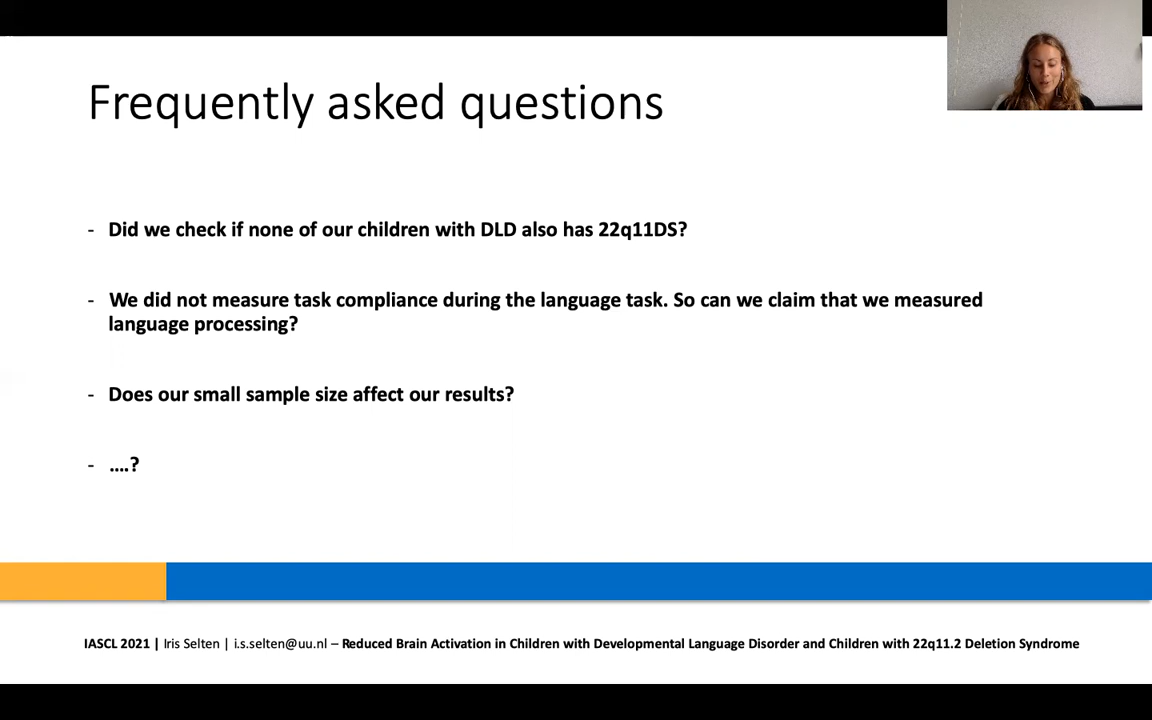 Frequently asked questions
- Did we check if none of our children with DLD also has 22q11DS?
- We did not measure task compliance during the language task. So can we claim that we measured
language processing?
- Does our small sample size affect our results?
- ....?
IASCL 2021 | Iris Selten | i.s.selten@uu.nl – Reduced Brain Activation in Children with Developmental Language Disorder and Children with 22q11.2 Deletion Syndrome